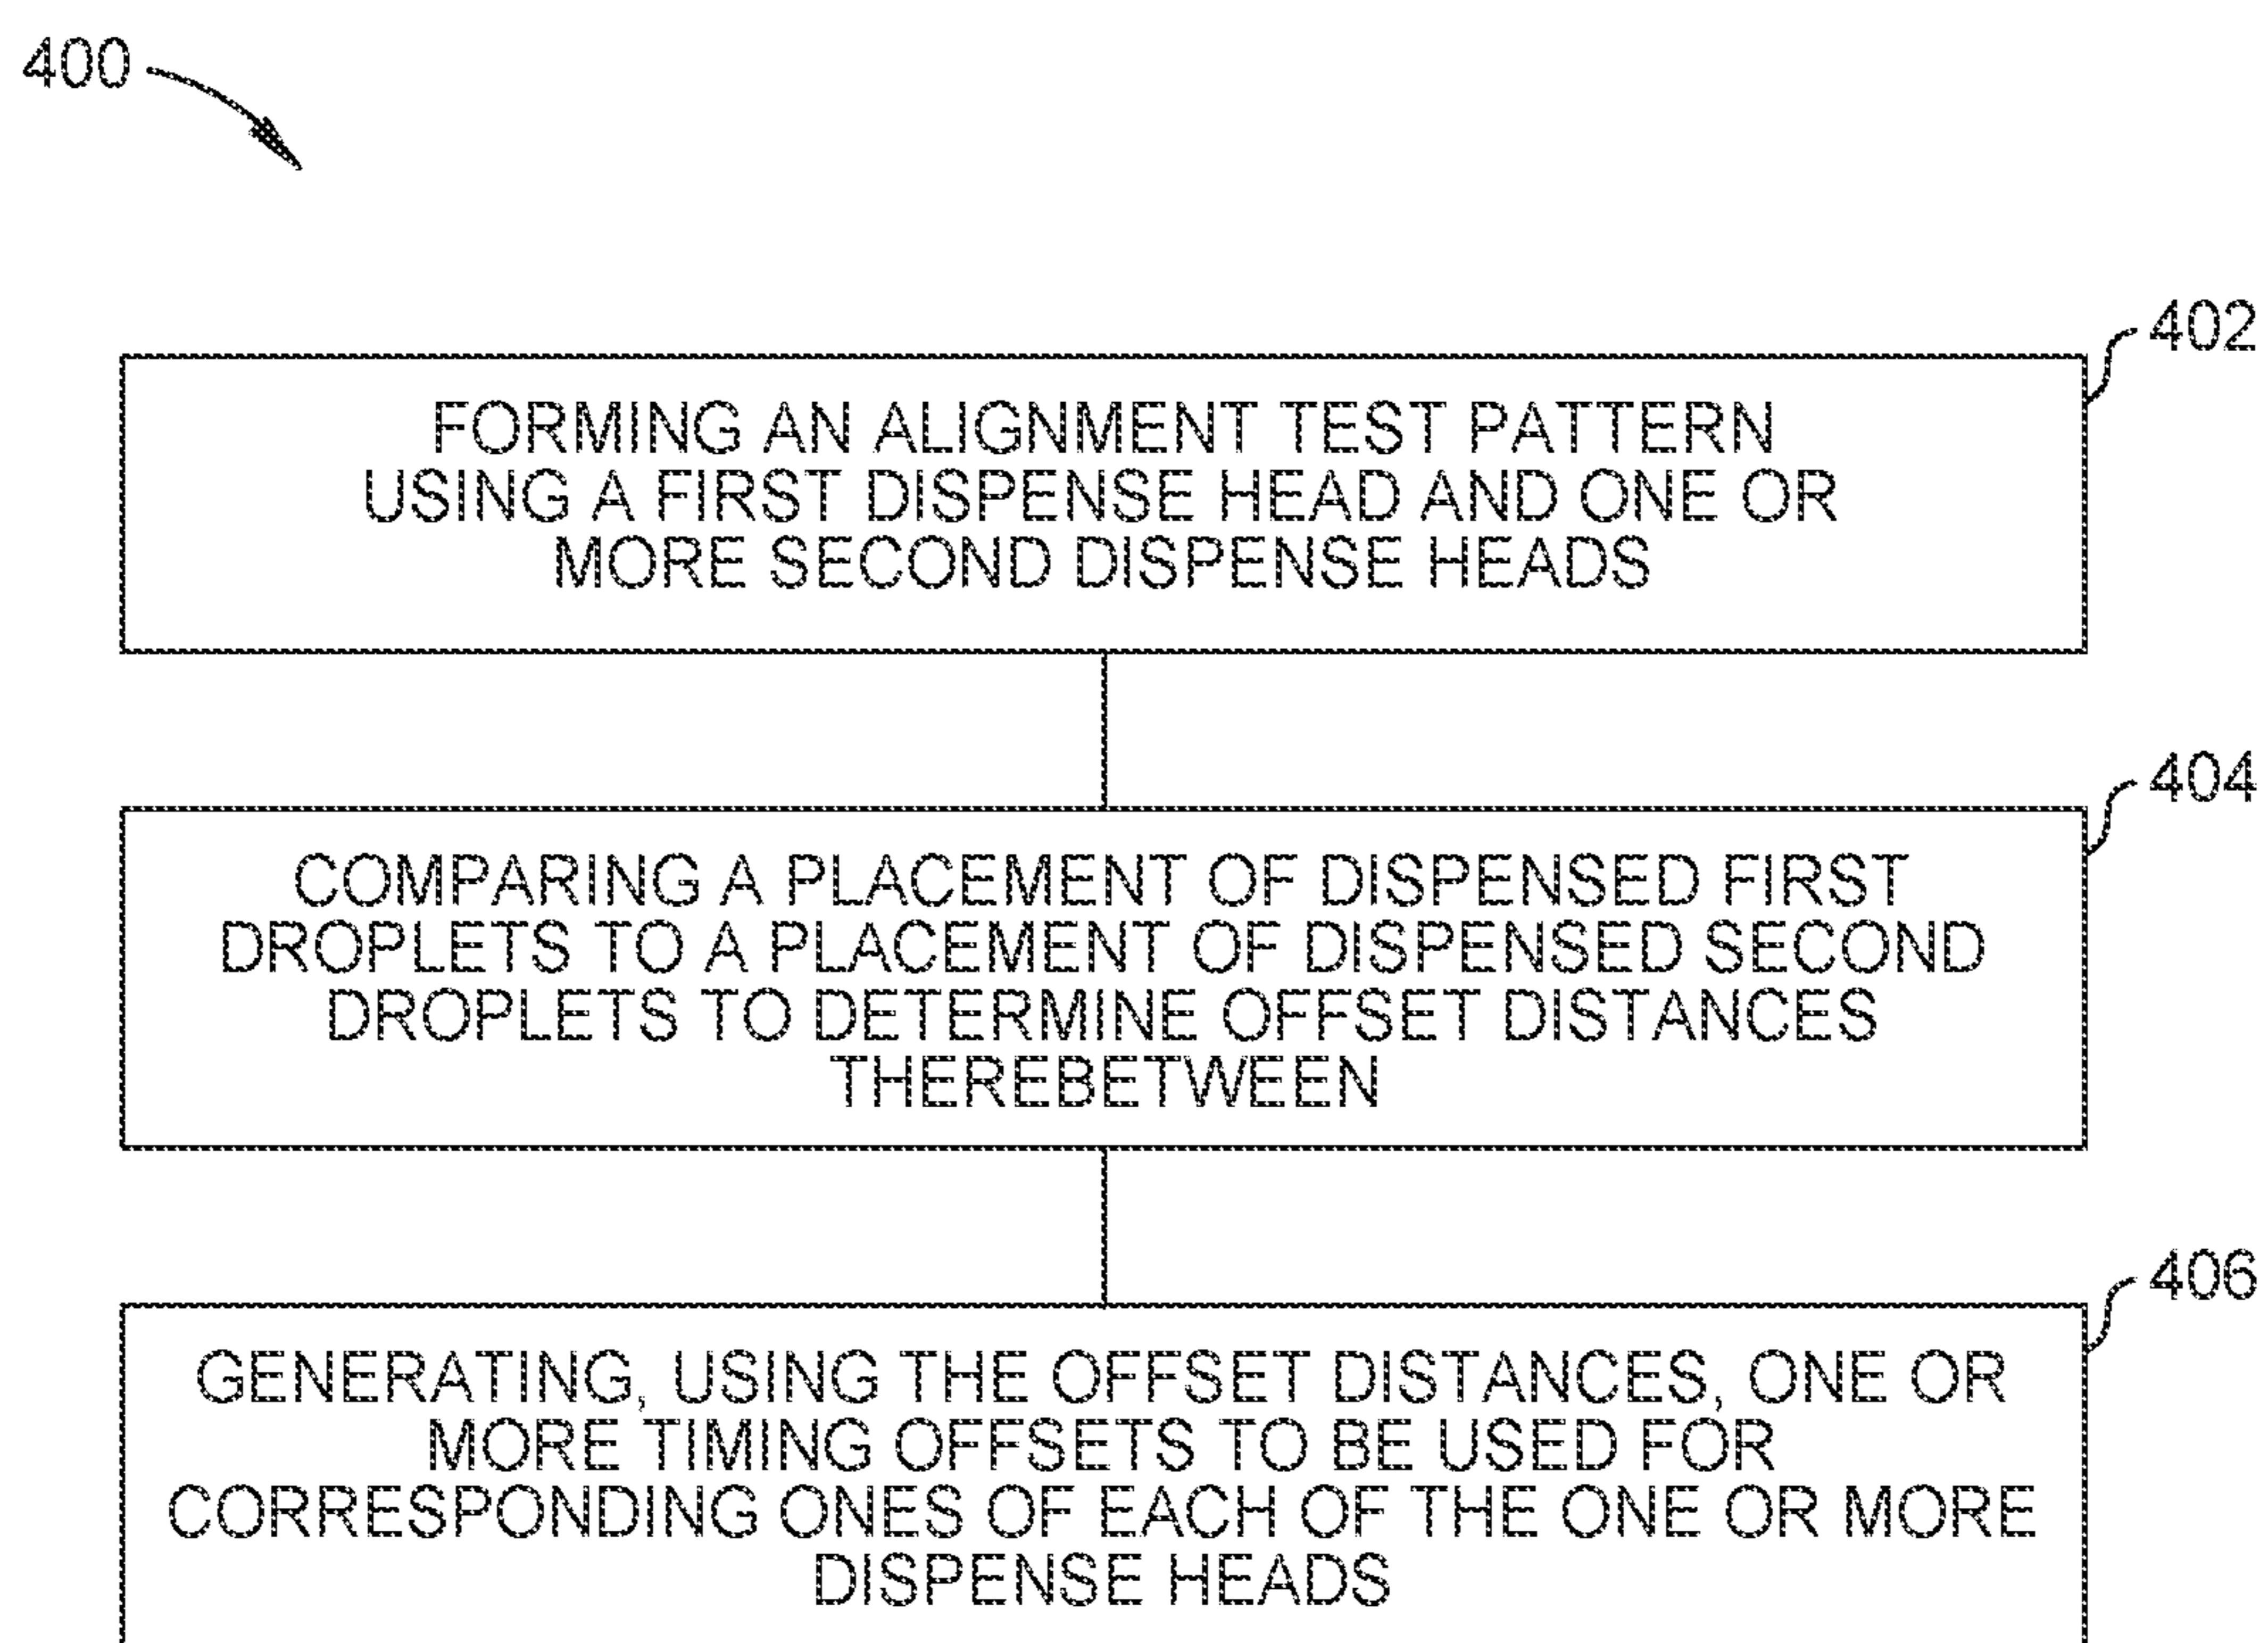 400
402
FORMING AN ALIGNMENT TEST PATTERN
USING A FIRST DISPENSE HEAD AND ONE OR
MORE SECOND DISPENSE HEADS
404
COMPARING A PLACEMENT OF DISPENSED FIRST
DROPLETS TO A PLACEMENT OF DISPENSED SECOND
DROPLETS TO DETERMINE OFFSET DISTANCES
THEREBETWEEN
406
GENERATING, USING THE OFFSET DISTANCES, ONE OR
MORE TIMING OFFSETS TO BE USED FOR
CORRESPONDING ONES OF EACH OF THE ONE OR MORE
DISPENSE HEADS